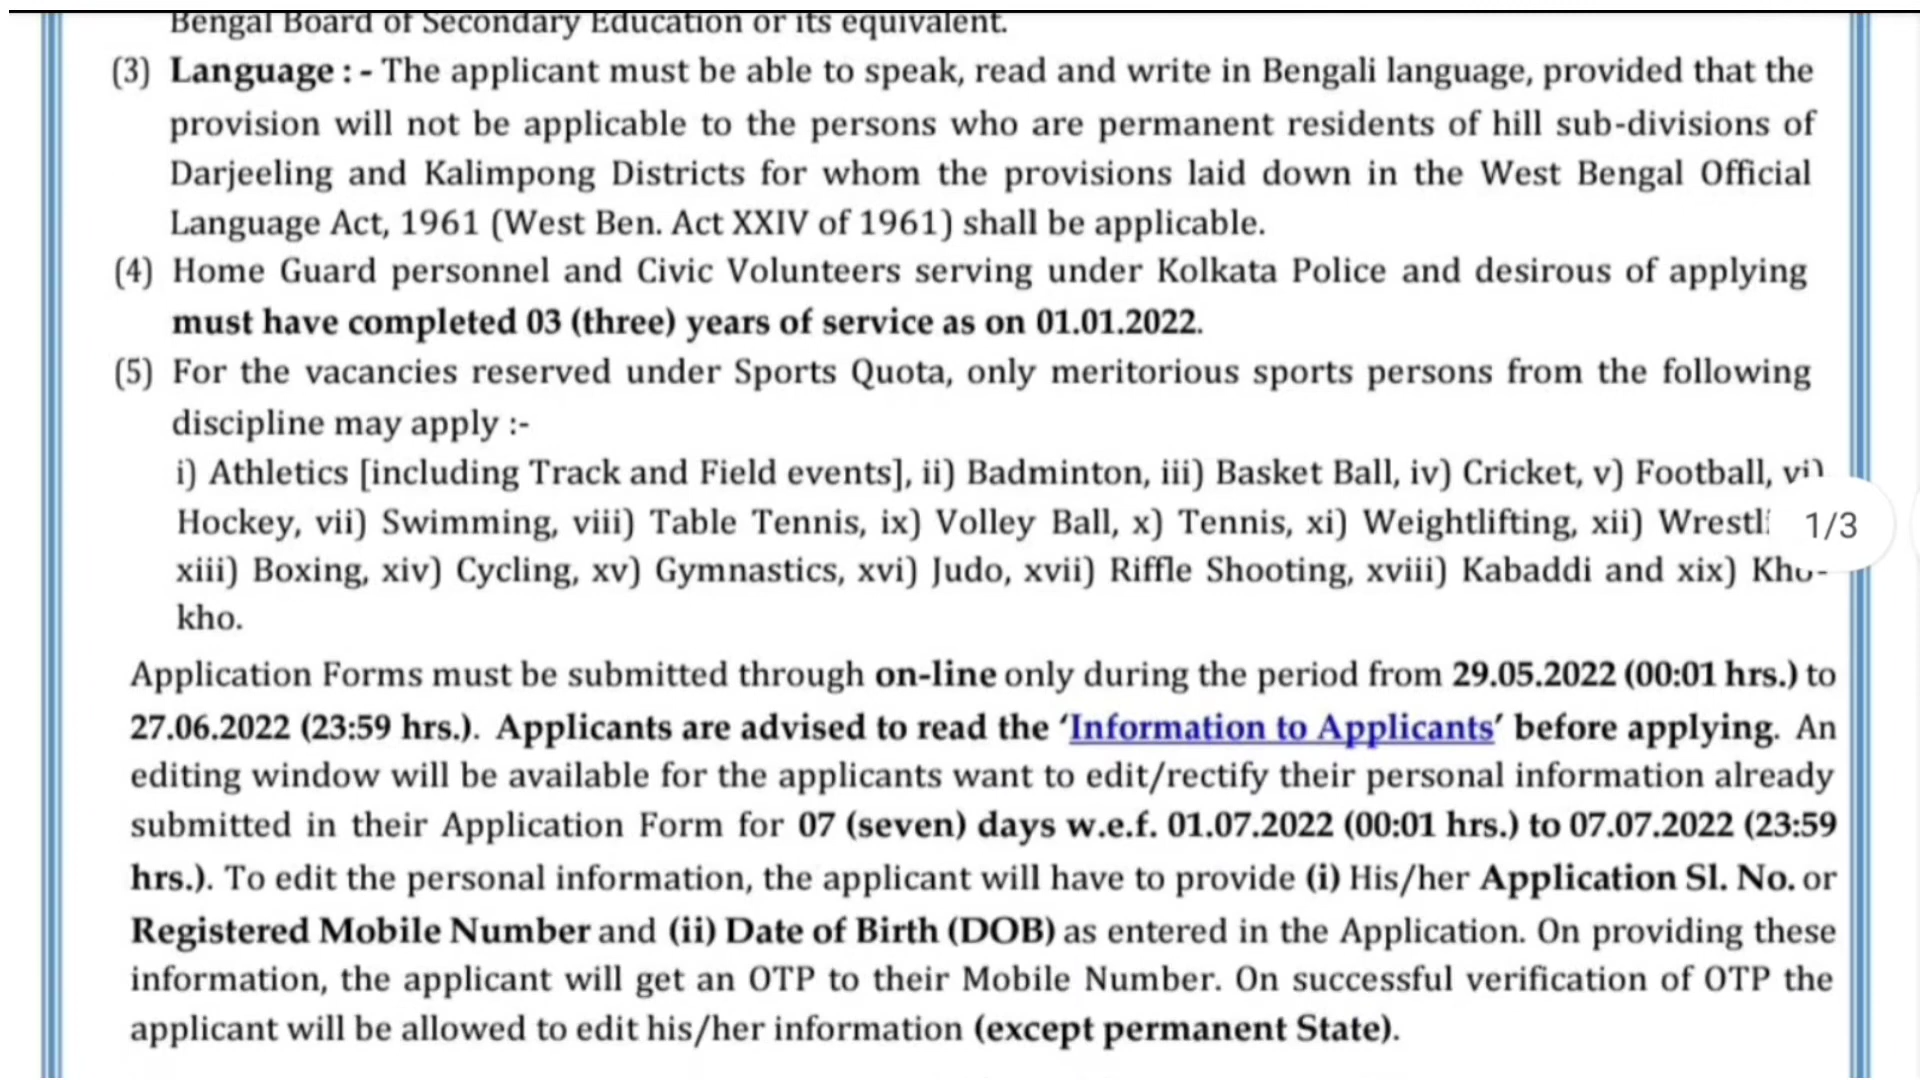 Bengal Board of Secondary Education or its equivalent.
(3) Language : - The applicant must be able to speak, read and write in Bengali language, provided that the
provision will not be applicable to the persons who are permanent residents of hill sub-divisions of
Darjeeling and Kalimpong Districts for whom the provisions laid down in the West Bengal Official
Language Act, 1961 (West Ben. Act XXIV of 1961) shall be applicable.
(4) Home Guard personnel and Civic Volunteers serving under Kolkata Police and desirous of applying
must have completed 03 (three) years of service as on 01.01.2022.
(5) For the vacancies reserved under Sports Quota, only meritorious sports persons from the following
discipline may apply :-
i) Athletics [including Track and Field events], ii) Badminton, iii) Basket Ball, iv) Cricket, v) Football, vi)
Hockey, vii) Swimming, viii) Table Tennis, ix) Volley Ball, x) Tennis, xi) Weightlifting, xii)
1/3
xiii) Boxing, xiv) Cycling, xv) Gymnastics, xvi) Judo, xvii) Riffle Shooting, xviii) Kabaddi and xix) Kho-
kho.
Application Forms must be submitted through on-line only during the period from 29.05.2022 (00:01 hrs.) to
27.06.2022 (23:59 hrs.). Applicants are advised to read the ‘Information to Applicants’ before applying. An
editing window will be available for the applicants want to edit/rectify their personal information already
submitted in their Application Form for 07 (seven) days w.e.f. 01.07.2022 (00:01 hrs.) to 07.07.2022 (23:59
hrs.). To edit the personal information, the applicant will have to provide (i) His/her Application Sl. No. or
Registered Mobile Number and (ii) Date of Birth (DOB) as entered in the Application. On providing these
information, the applicant will get an OTP to their Mobile Number. On successful verification of OTP the
applicant will be allowed to edit his/her information (except permanent State).